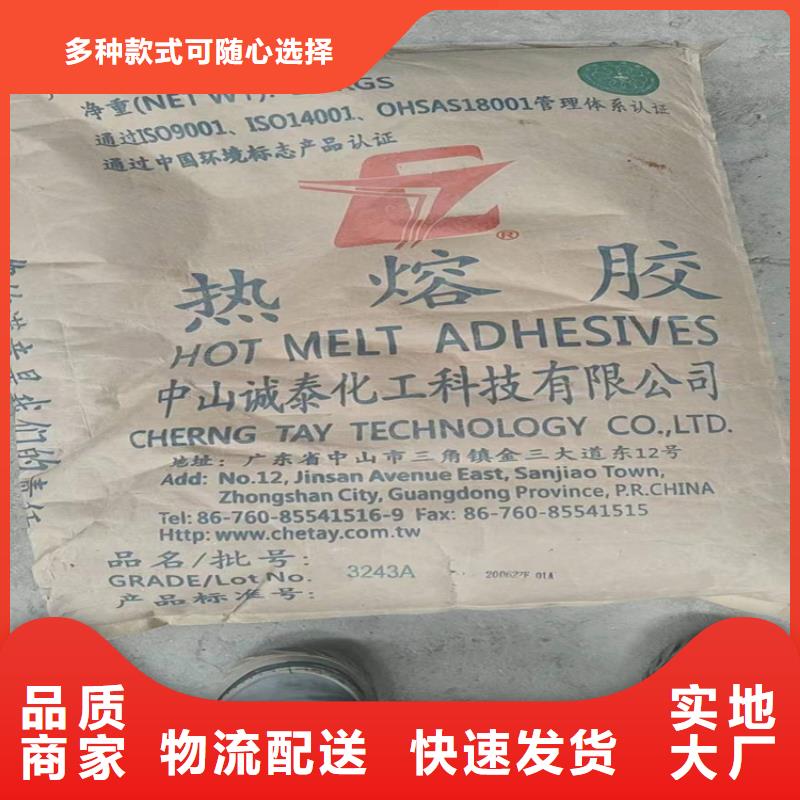 多种款式可随心选择
净重(NET WT):
通过ISO9001、ISO14001、OHSAS18001管理体系认证
通过中国环境标志产品认证
®
热熔胶
HOT MELT ADHESIVES
中山诚泰化工科技有限公司
CHERNG TAY TECHNOLOGY CO.,LTD.
地址: 广东省中山市三角镇金三大道东12号
Add: No.12, Jinsan Avenue East, Sanjiao Town,
Zhongshan City, Guangdong Province, P.R.CHINA
Tel: 86-760-85541516-9 Fax: 86-760-85541515
Http: www.chetay.com.tw
品名/批号:
GRADE/Lot No. 3243A
产品标准号:
是我们的责任
品质
商家
物流配送
快速发货
实地
大厂